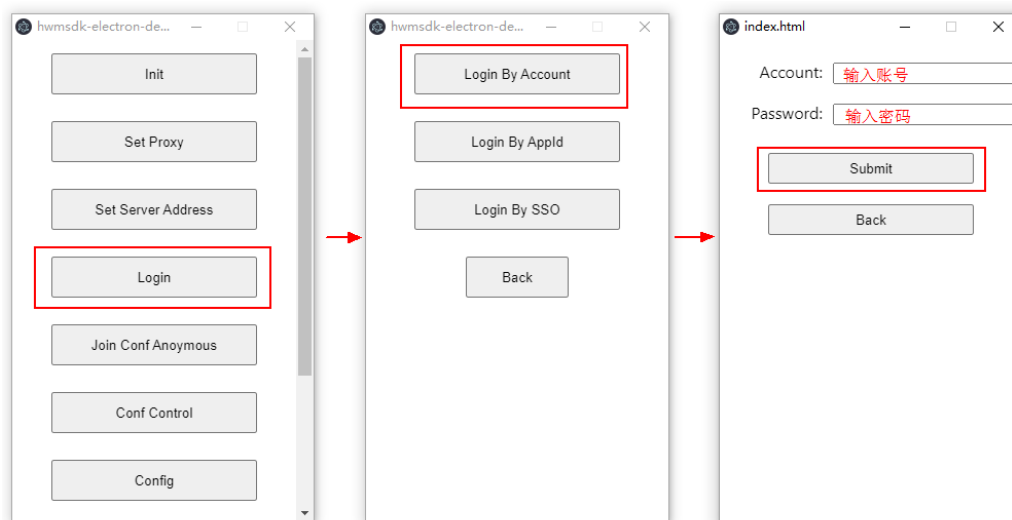 hwmsdk-electron-de...
Init
Set Proxy
Set Server Address
Login
Join Conf Anoymous
Conf Control
Config
hwmsdk-electron-de...
Login By Account
Login By AppId
Login By SSO
Back
index.html
Account: 输入账号
Password: 输入密码
Submit
Back